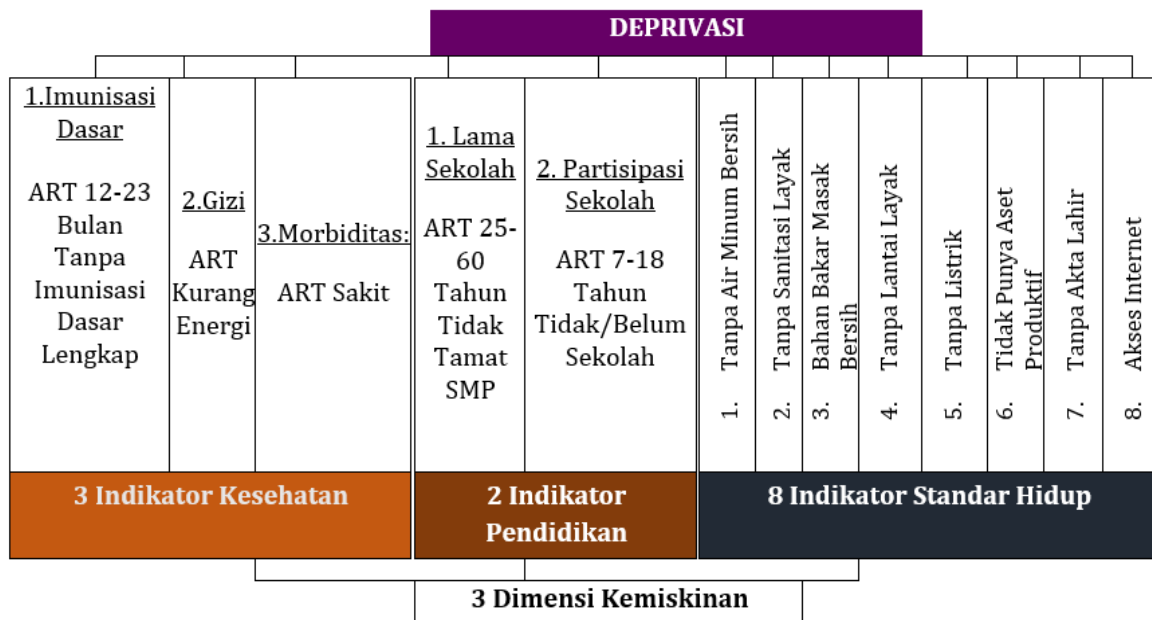 DEPRIVASI
1.Imunisasi
Dasar
ART 12-23
Bulan
Tanpa
Imunisasi
Dasar
Lengkap
2.Gizi
ART
Kurang
Energi
3.Morbiditas:
ART Sakit
1. Lama
Sekolah
ART 25-
60
Tahun
Tidak
Tamat
SMP
2. Partisipasi
Sekolah
ART 7-18
Tahun
Tidak/Belum
Sekolah
1. Tanpa Air Minum Bersih
2. Tanpa Sanitasi Layak
3. Bahan Bakar Masak
Bersih
4. Tanpa Lantai Layak
5. Tanpa Listrik
6. Tidak Punya Aset
Produktif
7. Tanpa Akta Lahir
8. Akses Internet
3 Indikator Kesehatan
2 Indikator
Pendidikan
8 Indikator Standar Hidup
3 Dimensi Kemiskinan